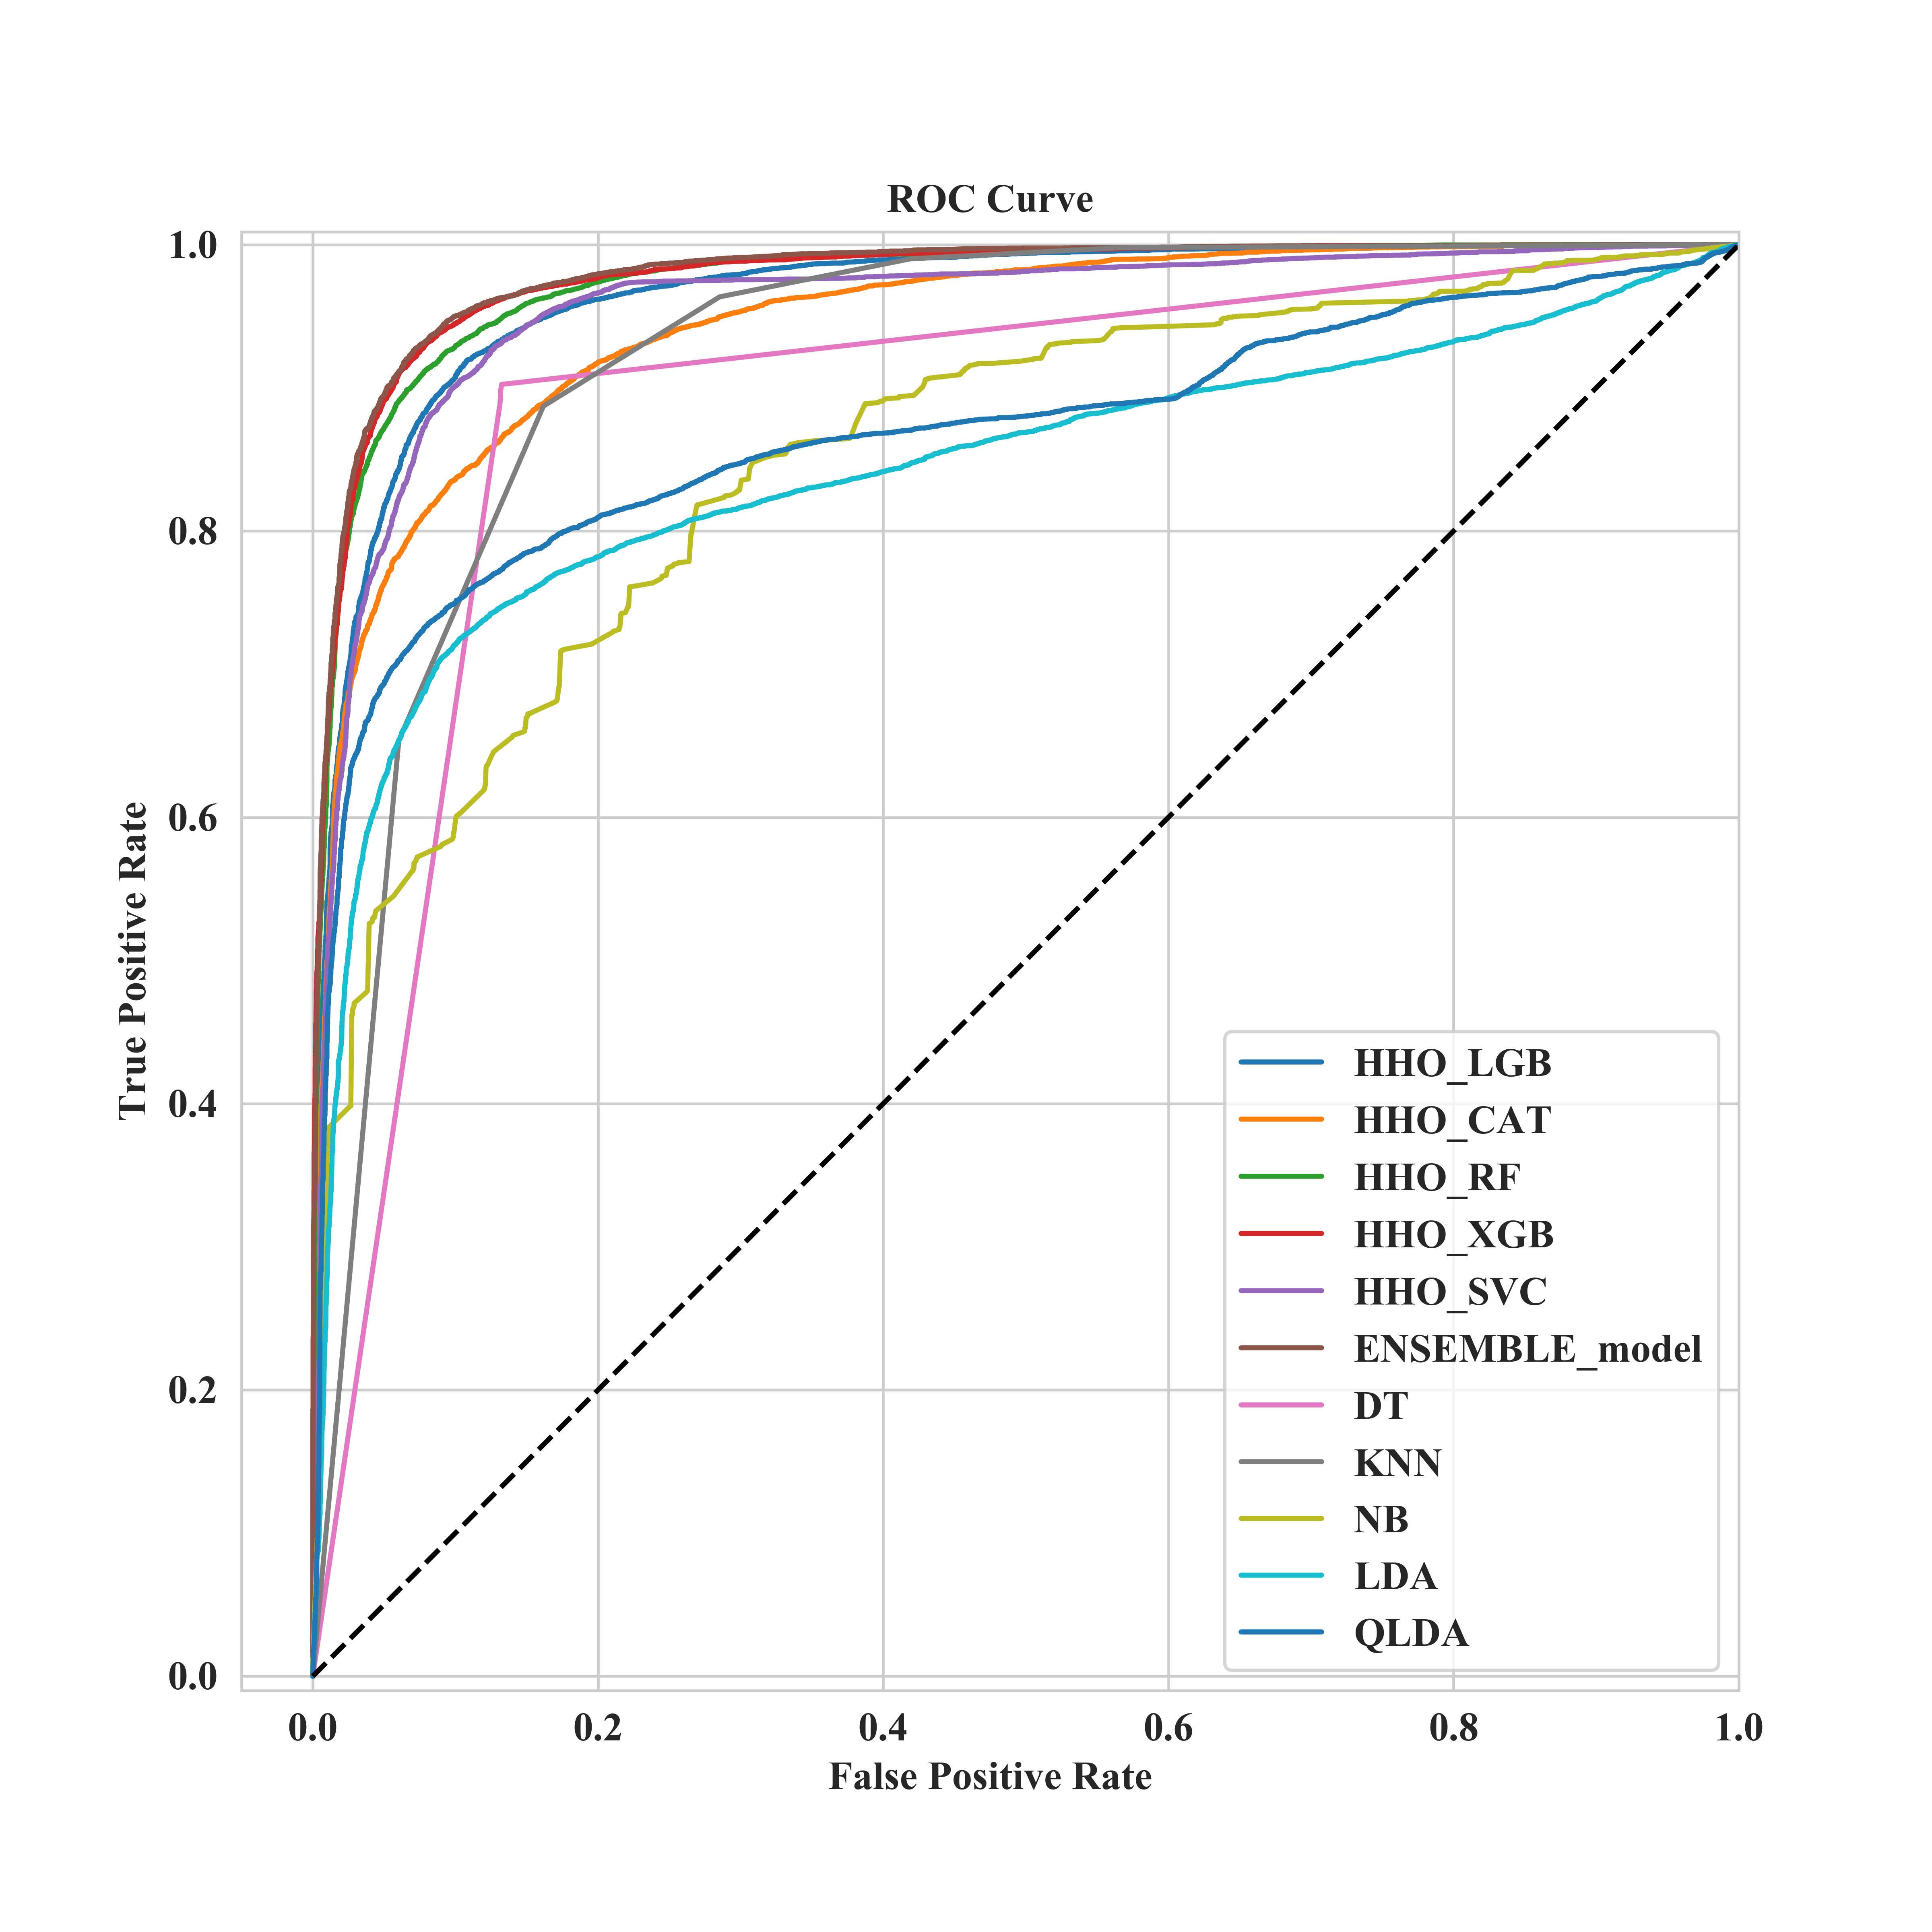 ROC Curve
1.0
0.8
0.6
0.4
0.2
0.0
True Positive Rate
0.0 0.2 0.4 0.6 0.8 1.0
False Positive Rate
HHO_LGB
HHO_CAT
HHO_RF
HHO_XGB
HHO_SVC
ENSEMBLE_model
DT
KNN
NB
LDA
QLDA